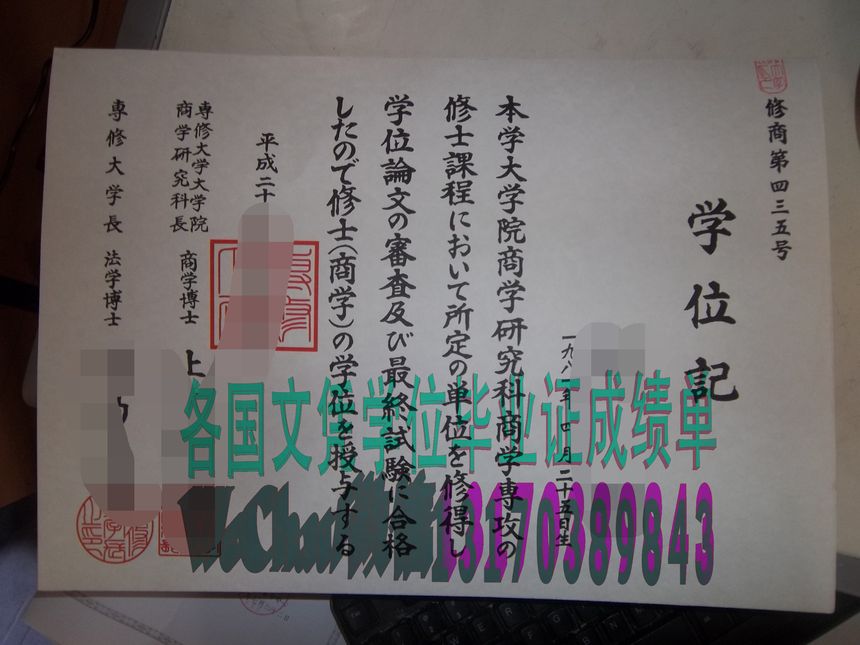 修商第四三五号
学位記
一九八一年四月二十五日生
本学大学院商学研究科商学専攻の
修士課程において所定の単位を修得し
学位論文の審査及び最終試験に合格
したので修士(商学)の学位を授与する
平成二十
専修大学大学院
商学研究科長 商学博士 上
専修大学長 法学博士
各国文凭学位毕业证成绩单
WeChat 13170389843